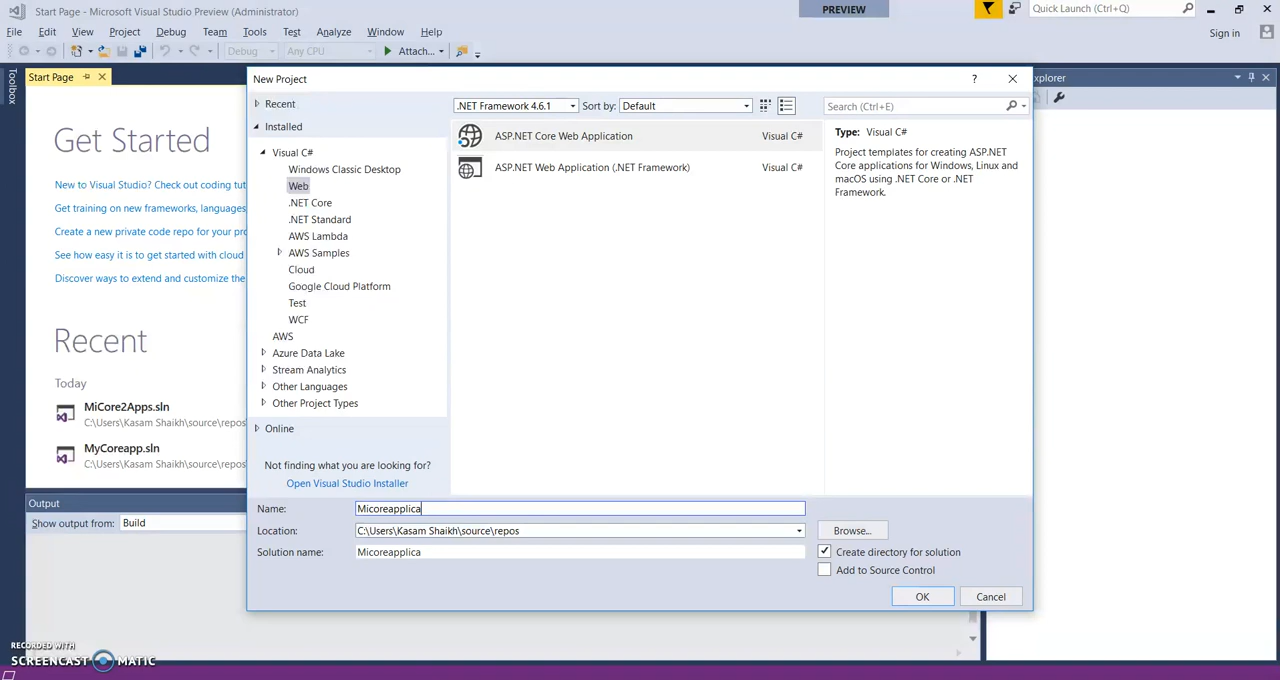 Start Page - Microsoft Visual Studio Preview (Administrator)
PREVIEW
Quick Launch (Ctrl+Q)
File Edit View Project Debug Team Tools Test Analyze Window Help
Sign in
Debug Any CPU Attach...
Toolbox
Start Page
xplorer
Get Started
New to Visual Studio? Check out coding tut
Get training on new frameworks, languages
Create a new private code repo for your pro
See how easy it is to get started with cloud
Discover ways to extend and customize the
Recent
Today
MiCore2Apps.sln
C:\Users\Kasam Shaikh\source\repos
MyCoreapp.sln
C:\Users\Kasam Shaikh\source\repos
Output
Show output from: Build
New Project
?
Recent
Installed
Visual C#
Windows Classic Desktop
Web
.NET Core
.NET Standard
AWS Lambda
AWS Samples
Cloud
Google Cloud Platform
Test
WCF
AWS
Azure Data Lake
Stream Analytics
Other Languages
Other Project Types
Online
Not finding what you are looking for?
Open Visual Studio Installer
.NET Framework 4.6.1 Sort by: Default
Search (Ctrl+E)
ASP.NET Core Web Application Visual C#
ASP.NET Web Application (.NET Framework) Visual C#
Type: Visual C#
Project templates for creating ASP.NET
Core applications for Windows, Linux and
macOS using .NET Core or .NET
Framework.
Name: Micoreapplica
Location: C:\Users\Kasam Shaikh\source\repos
Browse...
Solution name: Micoreapplica
Create directory for solution
Add to Source Control
OK Cancel
RECORDED WITH
SCREENCAST MATIC